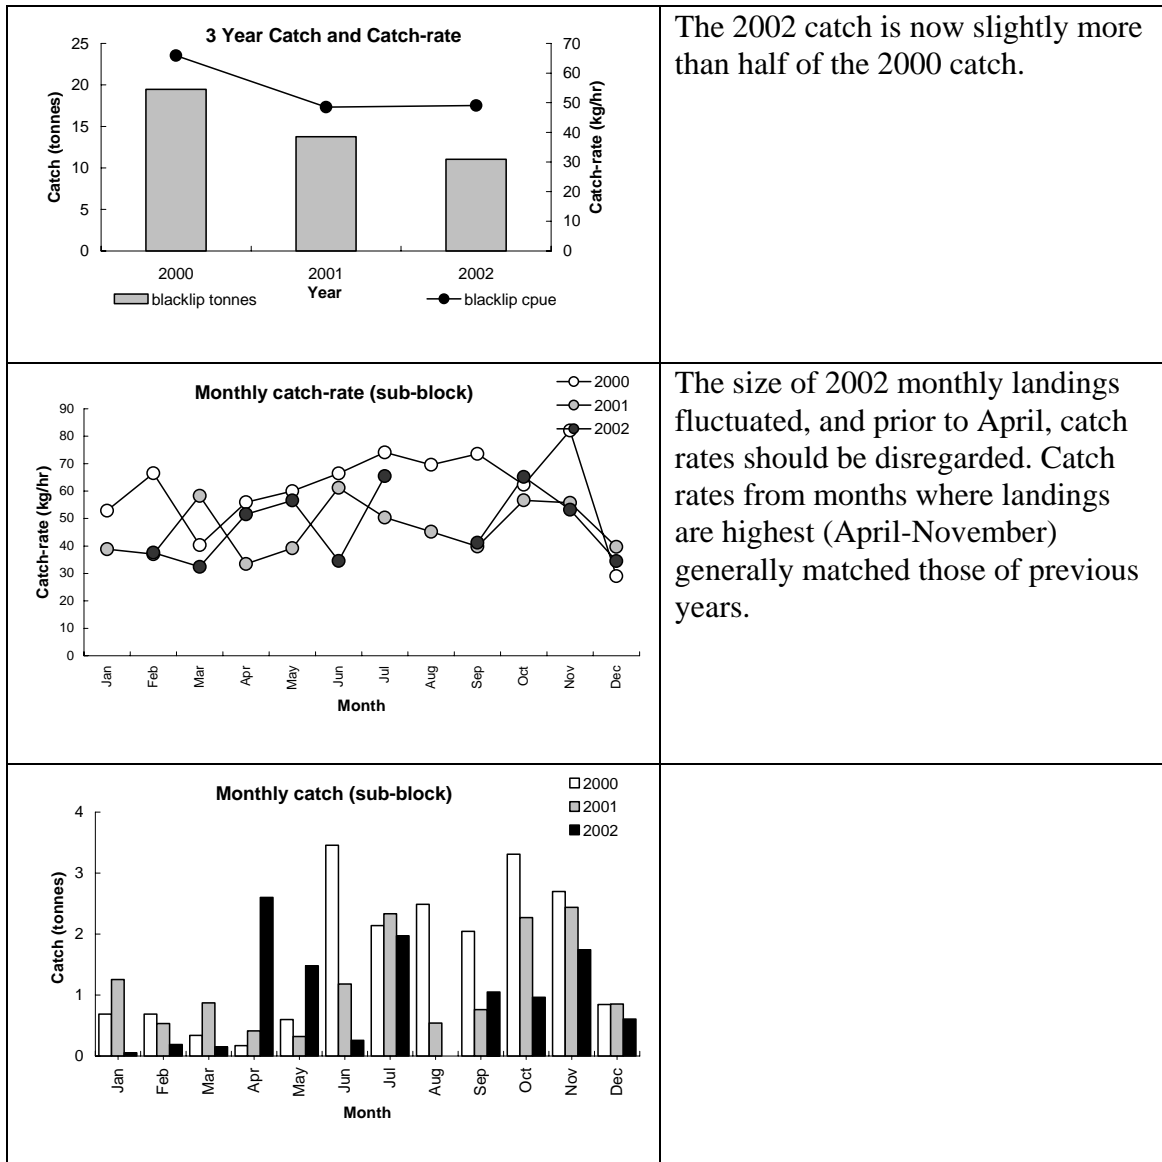 3 Year Catch and Catch-rate
25
20
15
10
5
0
Catch (tonnes)
70
60
50
40
30
20
10
0
Catch-rate (kg/hr)
2000 2001 2002
Year
blacklip tonnes blacklip cpue
The 2002 catch is now slightly more
than half of the 2000 catch.
Monthly catch-rate (sub-block)
2000
2001
2002
90
80
70
60
50
40
30
20
10
0
Catch-rate (kg/hr)
Jan Feb Mar Apr May Jun Jul Aug Sep Oct Nov Dec
Month
The size of 2002 monthly landings
fluctuated, and prior to April, catch
rates should be disregarded. Catch
rates from months where landings
are highest (April-November)
generally matched those of previous
years.
Monthly catch (sub-block)
2000
2001
2002
4
3
2
1
0
Catch (tonnes)
Jan Feb Mar Apr May Jun Jul Aug Sep Oct Nov Dec
Month